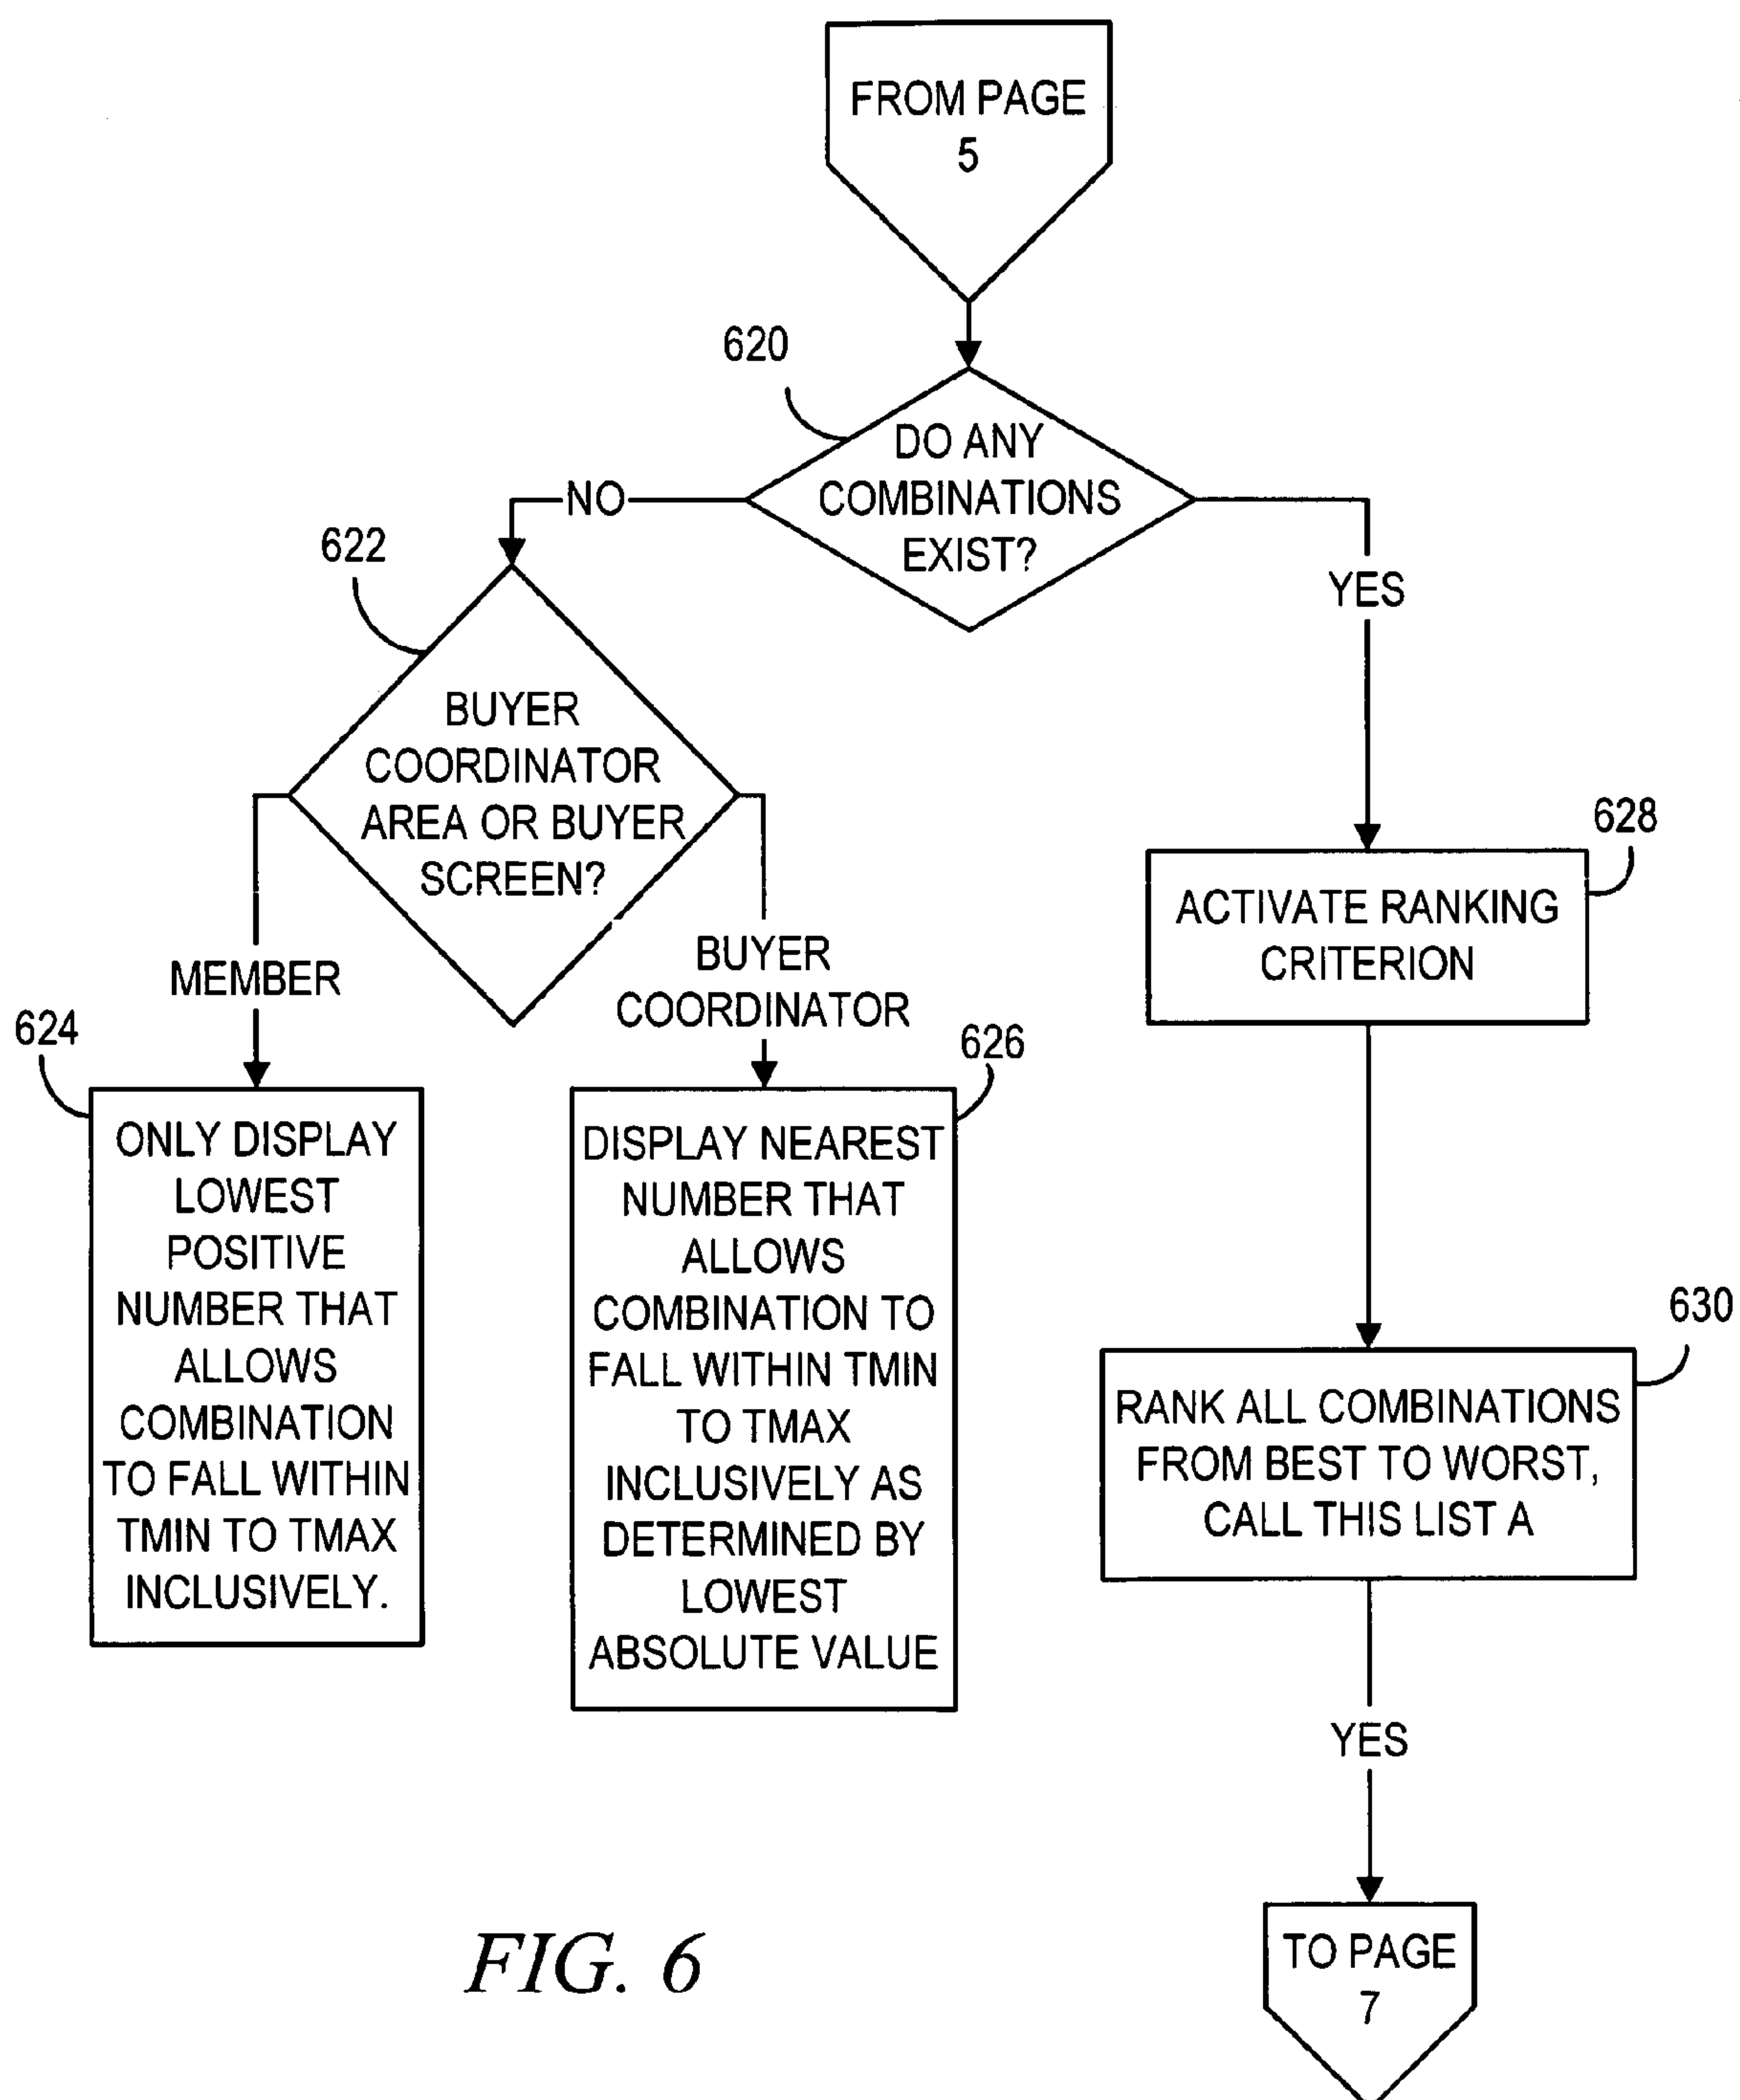 FROM PAGE
5
620
DO ANY
COMBINATIONS
EXIST?
NO
YES
622
BUYER
COORDINATOR
AREA OR BUYER
SCREEN?
628
ACTIVATE RANKING
CRITERION
MEMBER
BUYER
COORDINATOR
624
ONLY DISPLAY
LOWEST
POSITIVE
NUMBER THAT
ALLOWS
COMBINATION
TO FALL WITHIN
TMIN TO TMAX
INCLUSIVELY.
626
DISPLAY NEAREST
NUMBER THAT
ALLOWS
COMBINATION TO
FALL WITHIN TMIN
TO TMAX
INCLUSIVELY AS
DETERMINED BY
LOWEST
ABSOLUTE VALUE
630
RANK ALL COMBINATIONS
FROM BEST TO WORST,
CALL THIS LIST A
YES
TO PAGE
7
FIG. 6